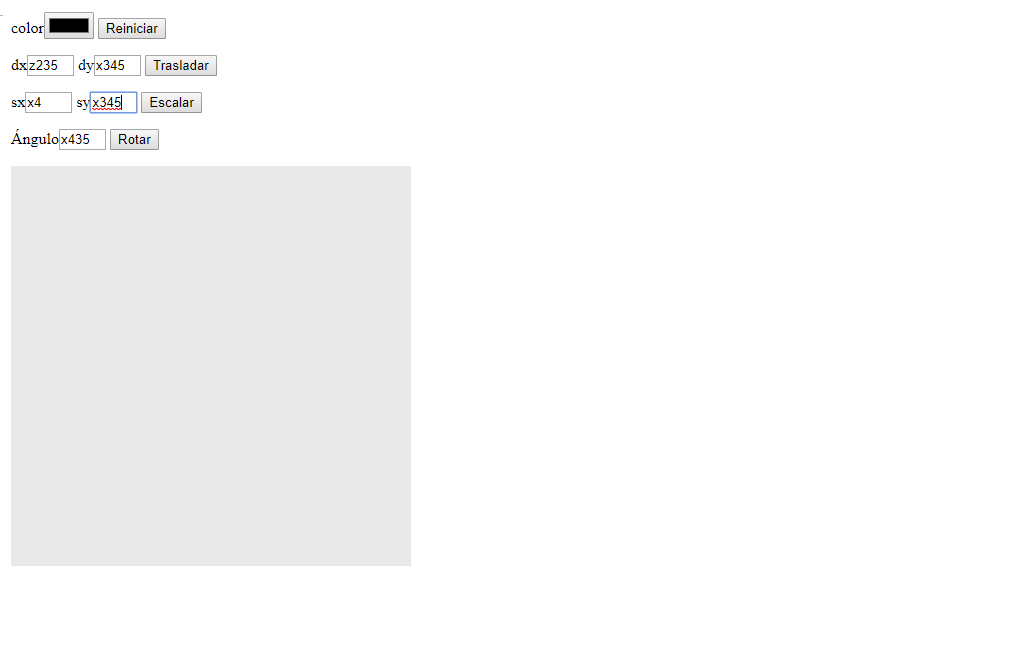 color Reiniciar
dx z235 dy x345 Trasladar
sx x4 sy x345 Escalar
Ángulo x435 Rotar